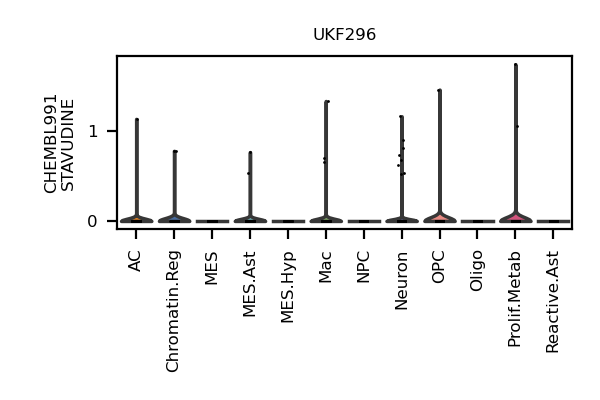 UKF296
CHEMBL991
STAVUDINE
1
0
AC
Chromatin.Reg
MES
MES.Ast
MES.Hyp
Mac
NPC
Neuron
OPC
Oligo
Prolif.Metab
Reactive.Ast